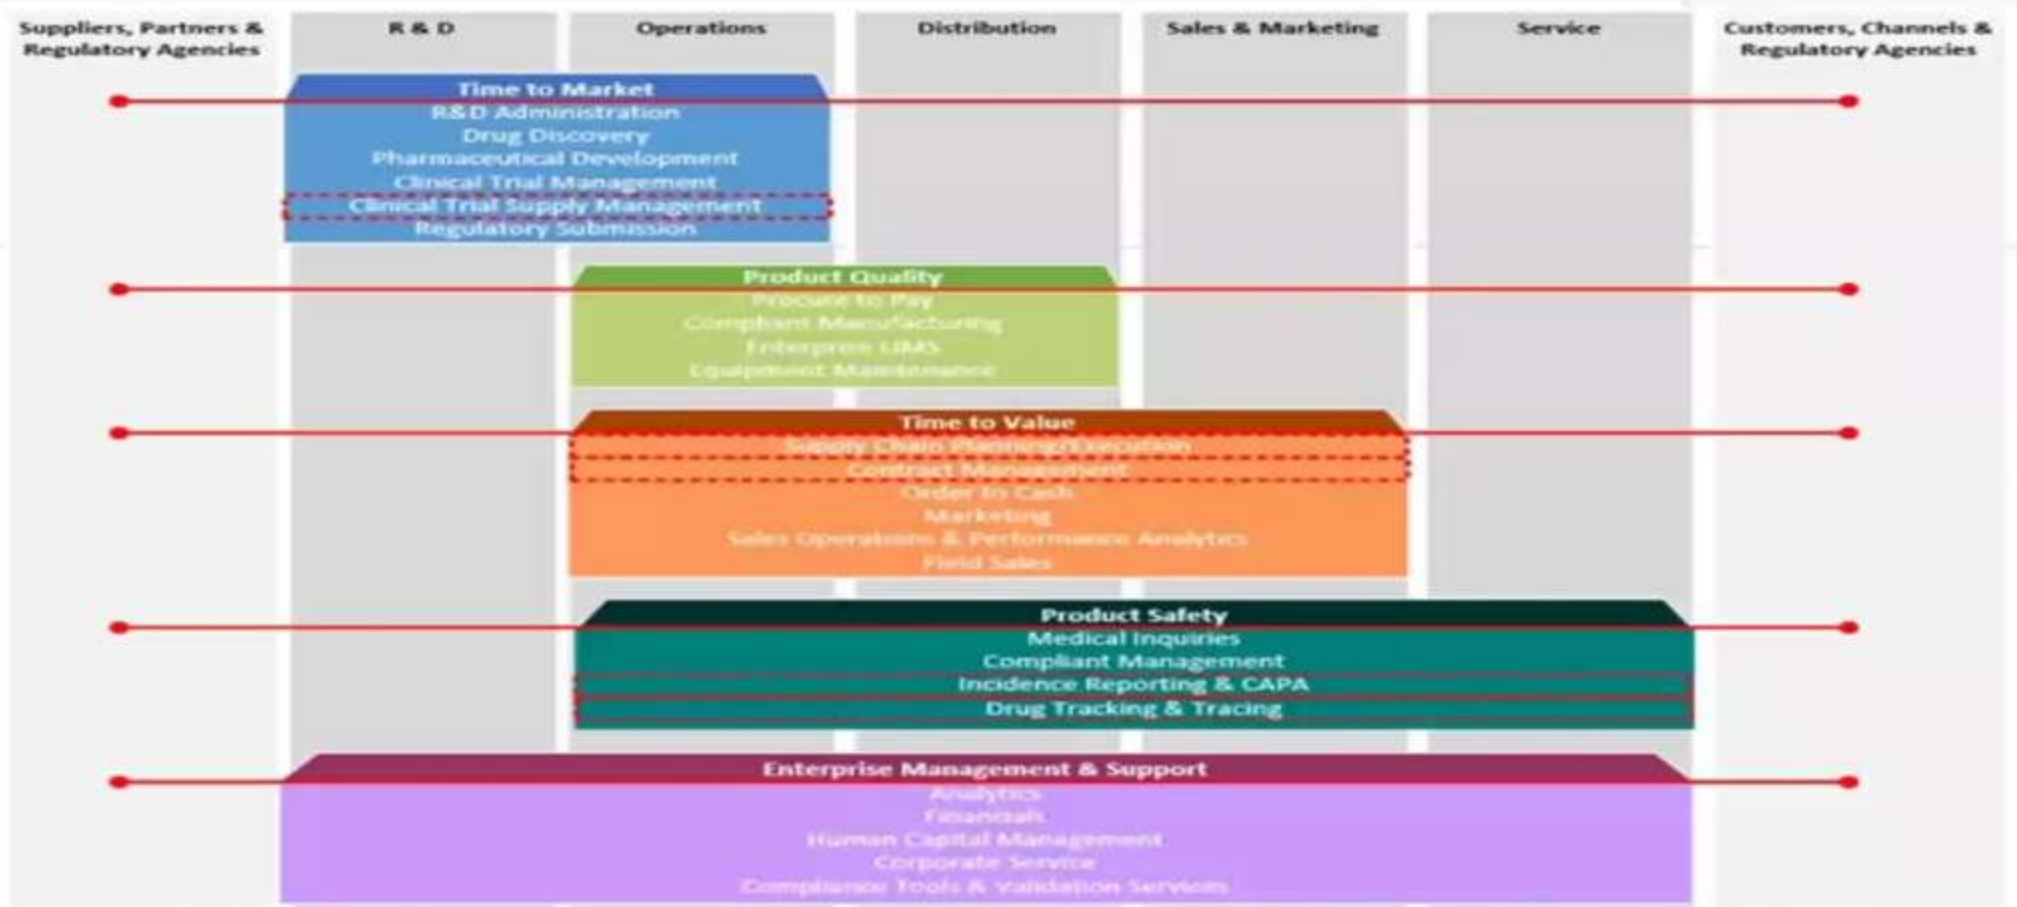 Suppliers, Partners &
Regulatory Agencies
R & D
Operations
Distribution
Sales & Marketing
Service
Customers, Channels &
Regulatory Agencies
Time to Market
R&D Administration
Drug Discovery
Pharmaceutical Development
Clinical Trial Management
Clinical Trial Supply Management
Regulatory Submission
Product Quality
Procure to Pay
Compliant Manufacturing
Enterprise LIMS
Equipment Maintenance
Time to Value
Supply Chain Planning/Execution
Contract Management
Order to Cash
Marketing
Sales Operations & Performance Analytics
Field Sales
Product Safety
Medical Inquiries
Compliant Management
Incidence Reporting & CAPA
Drug Tracking & Tracing
Enterprise Management & Support
Analytics
Financials
Human Capital Management
Corporate Service
Compliance Tools & Validation Services